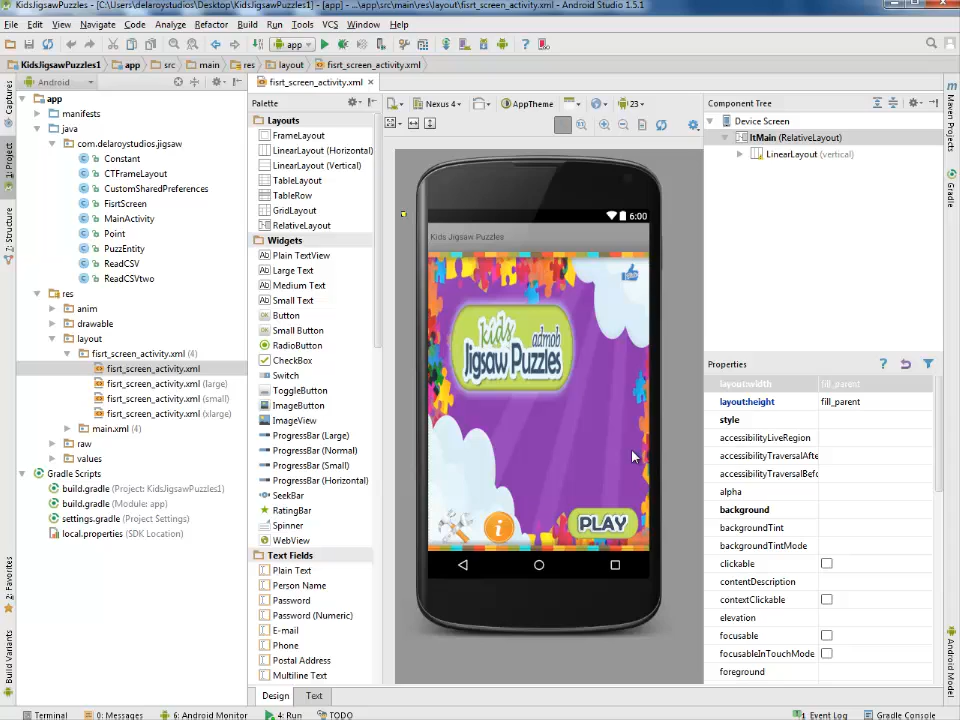 KidsJigsawPuzzles1 - [C:\Users\delaroystudios\Desktop\KidsJigsawPuzzles1] - [app] - ...\app\src\main\res\layout\fisrt_screen_activity.xml - Android Studio 1.5.1
File Edit View Navigate Code Analyze Refactor Build Run Tools VCS Window Help
app
KidsJigsawPuzzles1 app src main res layout fisrt_screen_activity.xml
Android
fisrt_screen_activity.xml
app
manifests
java
com.delaroystudios.jigsaw
Constant
CTFrameLayout
CustomSharedPreferences
FisrtScreen
MainActivity
Point
PuzzEntity
ReadCSV
ReadCSVtwo
res
anim
drawable
layout
fisrt_screen_activity.xml (4)
fisrt_screen_activity.xml
fisrt_screen_activity.xml (large)
fisrt_screen_activity.xml (small)
fisrt_screen_activity.xml (xlarge)
main.xml (4)
raw
values
Gradle Scripts
build.gradle (Project: KidsJigsawPuzzles1)
build.gradle (Module: app)
settings.gradle (Project Settings)
local.properties (SDK Location)
Captures
1: Project
7: Structure
2: Favorites
Build Variants
Palette
Layouts
FrameLayout
LinearLayout (Horizontal)
LinearLayout (Vertical)
TableLayout
TableRow
GridLayout
RelativeLayout
Widgets
Plain TextView
Large Text
Medium Text
Small Text
Button
Small Button
RadioButton
CheckBox
Switch
ToggleButton
ImageButton
ImageView
ProgressBar (Large)
ProgressBar (Normal)
ProgressBar (Small)
ProgressBar (Horizontal)
SeekBar
RatingBar
Spinner
WebView
Text Fields
Plain Text
Person Name
Password
Password (Numeric)
E-mail
Phone
Postal Address
Multiline Text
Design Text
Nexus 4 AppTheme 23
6:00
Kids Jigsaw Puzzles
kids admob
Jigsaw Puzzles
i
PLAY
Component Tree
Device Screen
ltMain (RelativeLayout)
LinearLayout (vertical)
Properties
layout:width fill_parent
layout:height fill_parent
style
accessibilityLiveRegion
accessibilityTraversalAfte
accessibilityTraversalBefo
alpha
background
backgroundTint
backgroundTintMode
clickable
contentDescription
contextClickable
elevation
focusable
focusableInTouchMode
foreground
Maven Projects
Gradle
Android Model
Terminal 0: Messages 6: Android Monitor 4: Run TODO 1 Event Log Gradle Console